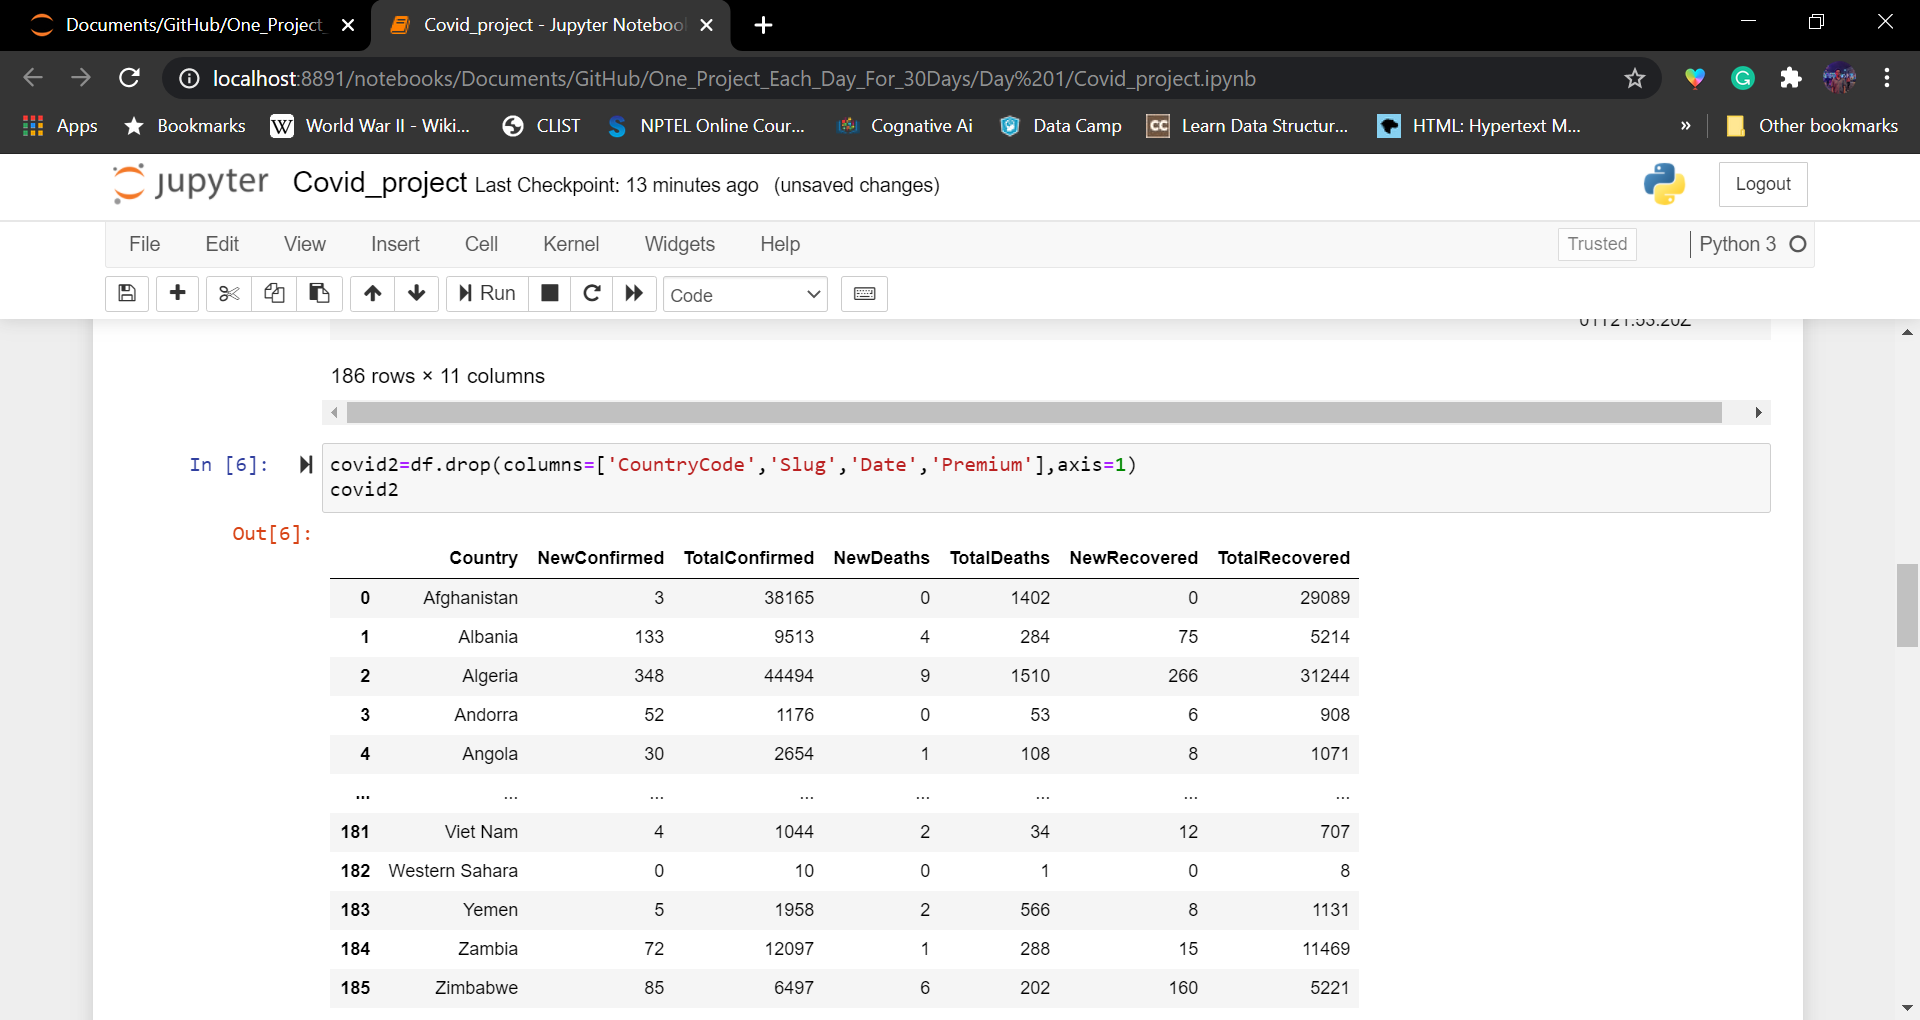 Documents/GitHub/One_Project_
Covid_project - Jupyter Notebook
localhost:8891/notebooks/Documents/GitHub/One_Project_Each_Day_For_30Days/Day%201/Covid_project.ipynb
Apps Bookmarks World War II - Wiki... CLIST NPTEL Online Cour... Cognative Ai Data Camp Learn Data Structur... HTML: Hypertext M... » Other bookmarks
jupyter Covid_project Last Checkpoint: 13 minutes ago (unsaved changes) Logout
File Edit View Insert Cell Kernel Widgets Help Trusted Python 3
Run Code
01T21:53:20Z
186 rows × 11 columns
In [6]: covid2=df.drop(columns=['CountryCode','Slug','Date','Premium'],axis=1)
covid2
Out[6]:
Country NewConfirmed TotalConfirmed NewDeaths TotalDeaths NewRecovered TotalRecovered
0 Afghanistan 3 38165 0 1402 0 29089
1 Albania 133 9513 4 284 75 5214
2 Algeria 348 44494 9 1510 266 31244
3 Andorra 52 1176 0 53 6 908
4 Angola 30 2654 1 108 8 1071
... ... ... ... ... ... ... ...
181 Viet Nam 4 1044 2 34 12 707
182 Western Sahara 0 10 0 1 0 8
183 Yemen 5 1958 2 566 8 1131
184 Zambia 72 12097 1 288 15 11469
185 Zimbabwe 85 6497 6 202 160 5221